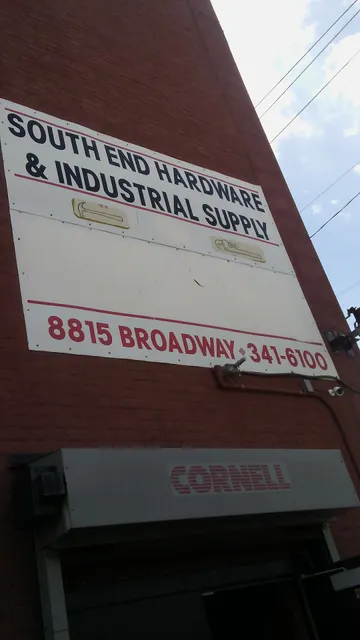 SOUTH END HARDWARE
& INDUSTRIAL SUPPLY
8815 BROADWAY · 341-6100
CORNELL